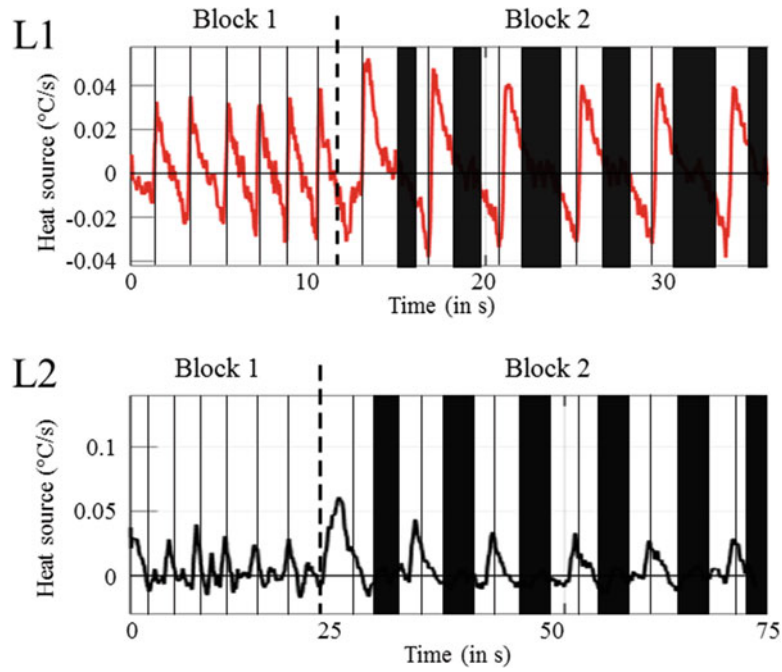 L1
Block 1 Block 2
Heat source (°C/s)
0.04
0.02
0
-0.02
-0.04
0 10 20 30
Time (in s)
L2
Block 1 Block 2
Heat source (°C/s)
0.1
0.05
0
0 25 50 75
Time (in s)